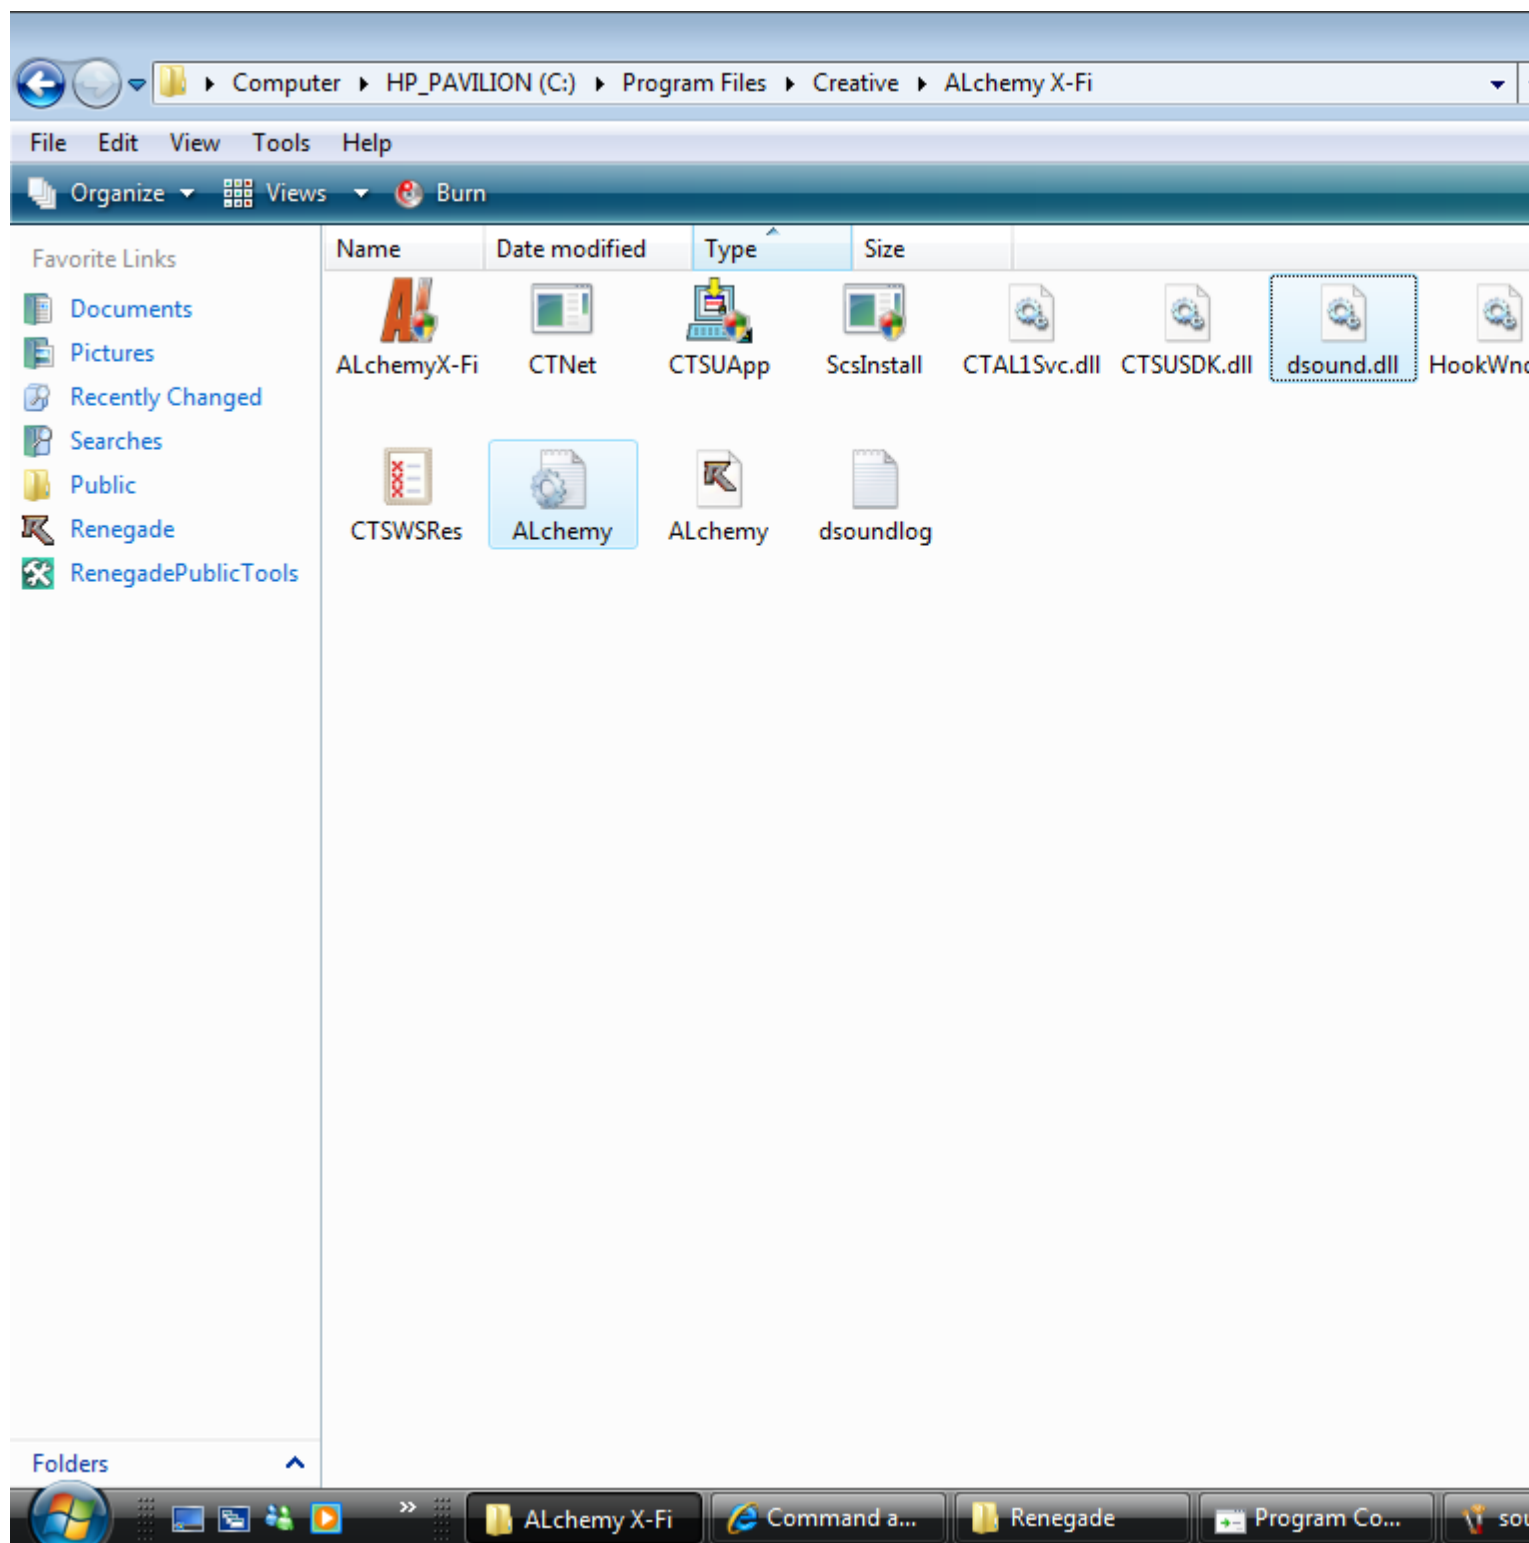 Computer HP_PAVILION (C:) Program Files Creative ALchemy X-Fi
File Edit View Tools Help
Organize Views Burn
Favorite Links
Documents
Pictures
Recently Changed
Searches
Public
Renegade
RenegadePublicTools
Name Date modified Type Size
ALchemyX-Fi CTNet CTSUApp ScsInstall CTAL1Svc.dll CTSUSDK.dll dsound.dll HookWnd
CTSWSRes ALchemy ALchemy dsoundlog
Folders
ALchemy X-Fi Command a... Renegade Program Co... sou